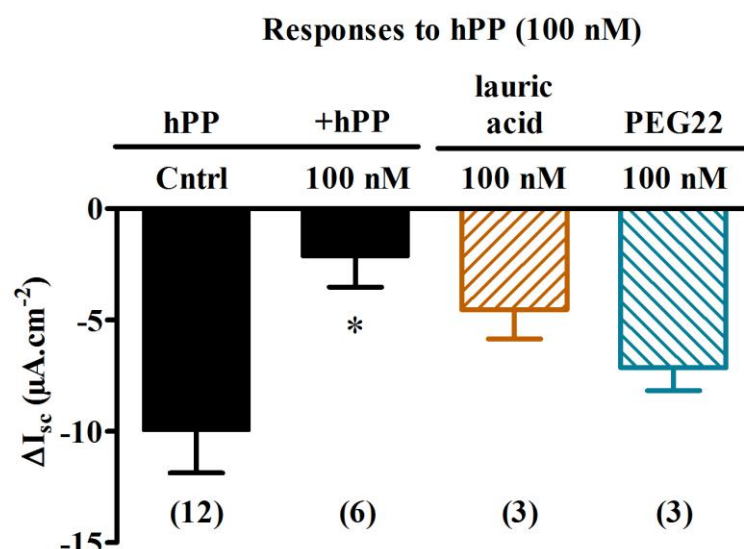 Responses to hPP (100 nM)
lauric
acid
hPP +hPP PEG22
Cntrl 100 nM 100 nM 100 nM
0
-5
-10
-15
ΔIsc (µA.cm-2)
*
(12) (6) (3) (3)